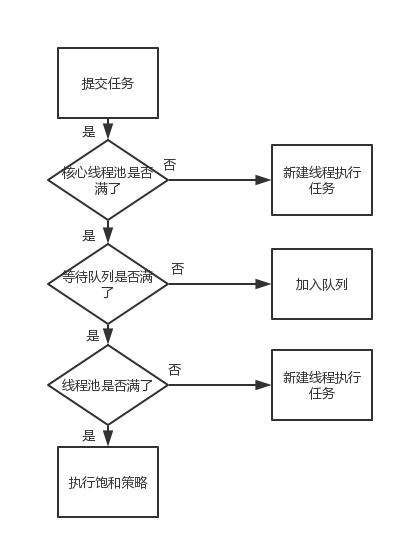 提交任务
是
否
核心线程池是否
满了
新建线程执行
任务
是
否
等待队列是否满
了
加入队列
是
否
线程池是否满了
新建线程执行
任务
是
执行饱和策略